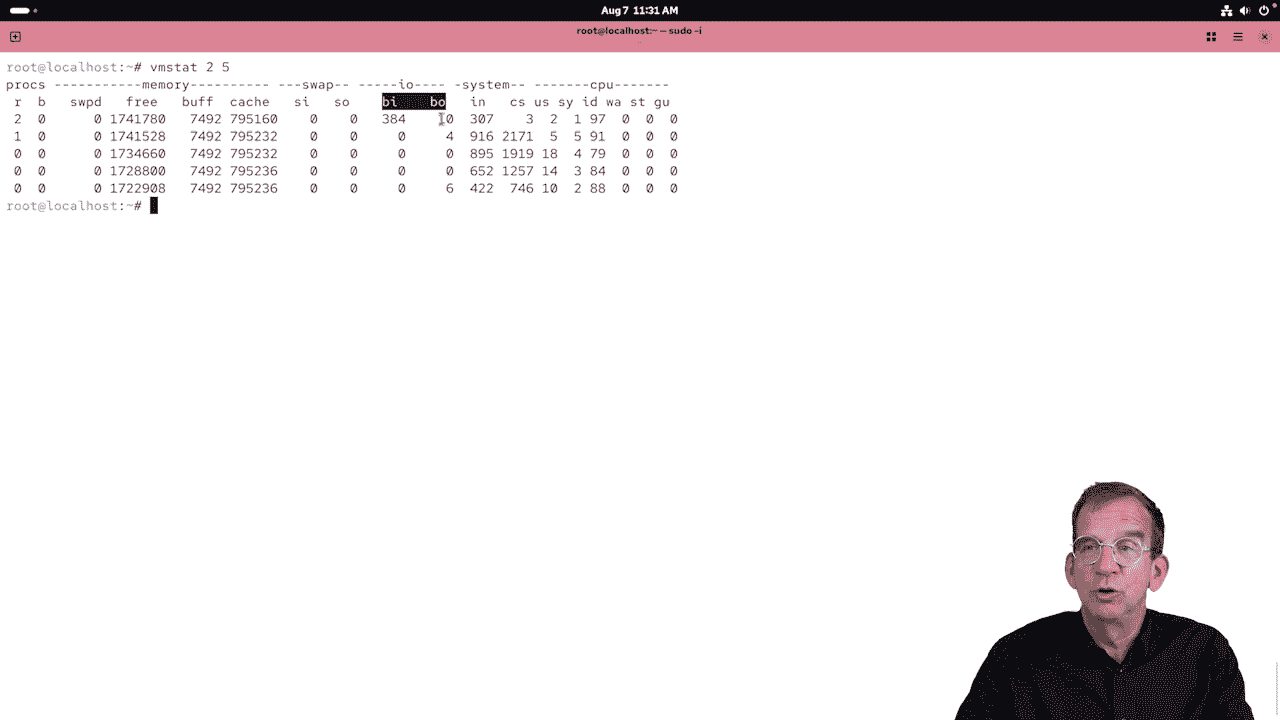 Aug 7 11:31 AM
root@localhost:~ — sudo -i
root@localhost:~# vmstat 2 5
procs -----------memory---------- ---swap-- -----io---- -system-- -------cpu-------
r b swpd free buff cache si so bi bo in cs us sy id wa st gu
2 0 0 1741780 7492 795160 0 0 384 10 307 3 2 1 97 0 0 0
1 0 0 1741528 7492 795232 0 0 0 4 916 2171 5 5 91 0 0 0
0 0 0 1734660 7492 795232 0 0 0 0 895 1919 18 4 79 0 0 0
0 0 0 1728800 7492 795236 0 0 0 0 652 1257 14 3 84 0 0 0
0 0 0 1722908 7492 795236 0 0 0 6 422 746 10 2 88 0 0 0
root@localhost:~#